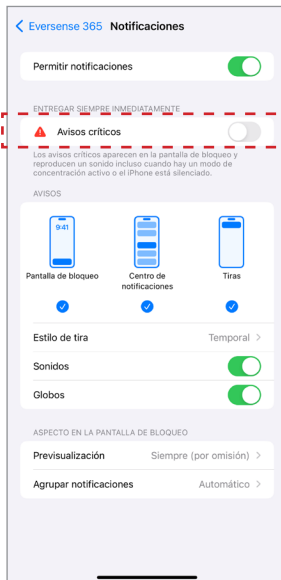 Eversense 365 Notificaciones
Permitir notificaciones
ENTREGAR SIEMPRE INMEDIATAMENTE
Avisos críticos
Los avisos críticos aparecen en la pantalla de bloqueo y
reproducen un sonido incluso cuando hay un modo de
concentración activo o el iPhone está silenciado.
AVISOS
9:41
Pantalla de bloqueo
Centro de
notificaciones
Tiras
Estilo de tira Temporal
Sonidos
Globos
ASPECTO EN LA PANTALLA DE BLOQUEO
Previsualización Siempre (por omisión)
Agrupar notificaciones Automático